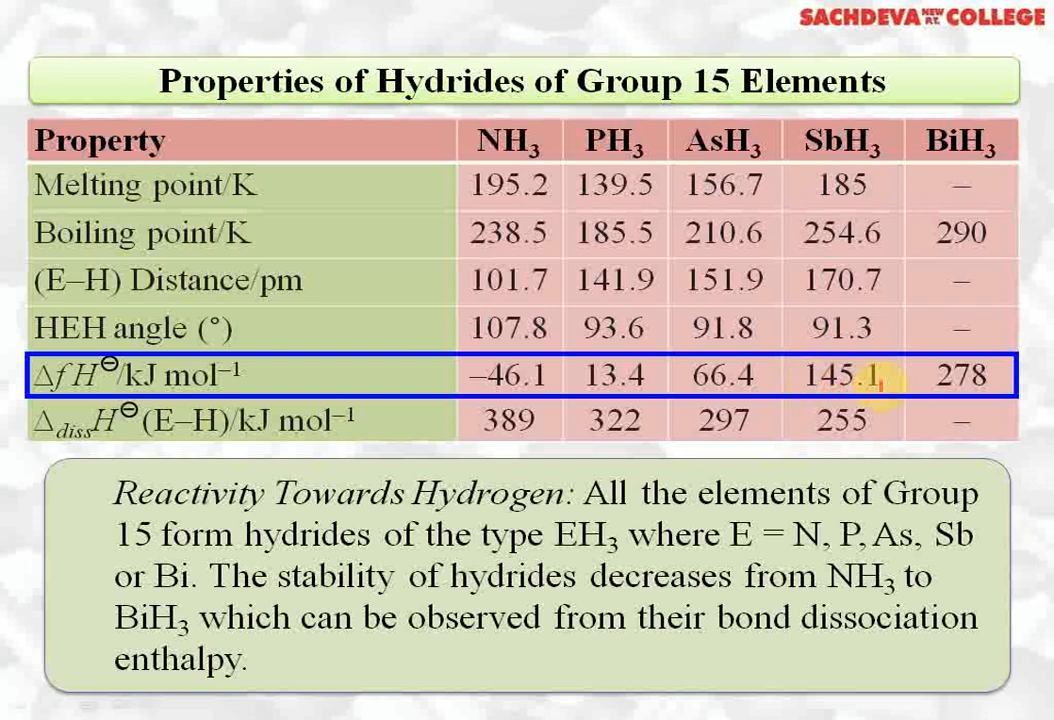 SACHDEVA NEW P.T. COLLEGE
Properties of Hydrides of Group 15 Elements
Property NH₃ PH₃ AsH₃ SbH₃ BiH₃
Melting point/K 195.2 139.5 156.7 185 –
Boiling point/K 238.5 185.5 210.6 254.6 290
(E–H) Distance/pm 101.7 141.9 151.9 170.7 –
HEH angle (°) 107.8 93.6 91.8 91.3 –
ΔfH⊖/kJ mol⁻¹ –46.1 13.4 66.4 145.1 278
ΔdissH⊖(E–H)/kJ mol⁻¹ 389 322 297 255 –
Reactivity Towards Hydrogen: All the elements of Group
15 form hydrides of the type EH₃ where E = N, P, As, Sb
or Bi. The stability of hydrides decreases from NH₃ to
BiH₃ which can be observed from their bond dissociation
enthalpy.